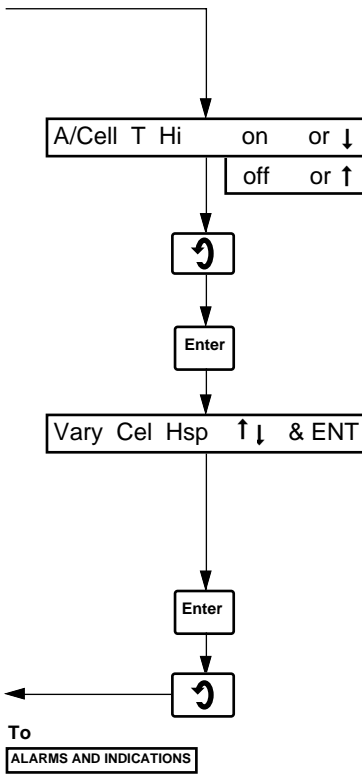 A/Cell T Hi on or ↓
off or ↑
Enter
Vary Cel Hsp ↑↓ & ENT
Enter
To
ALARMS AND INDICATIONS